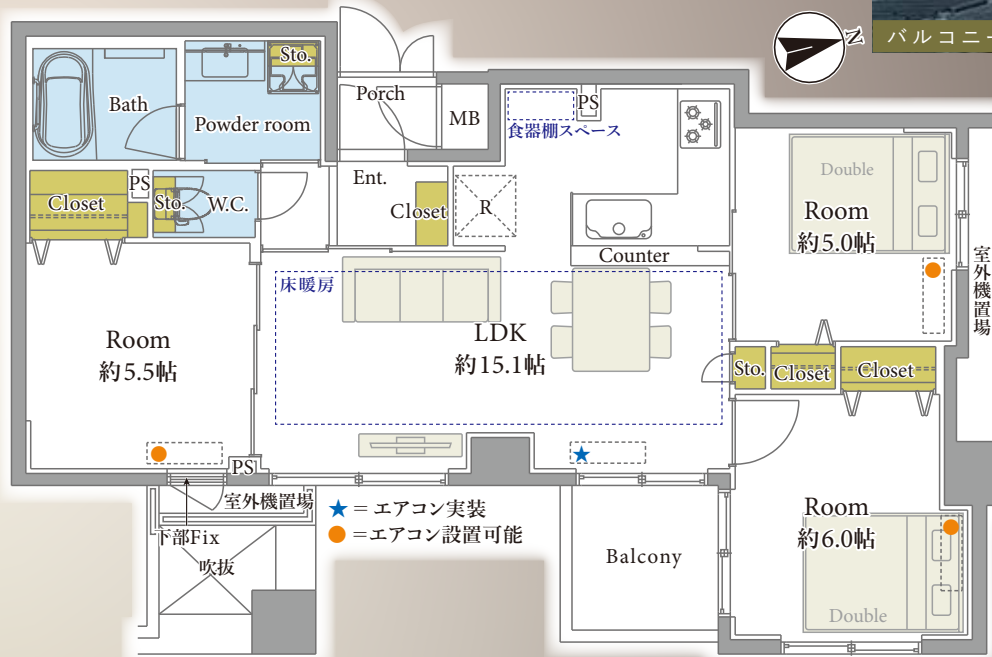 N
バルコニー
Sto.
Bath
Powder room
Porch
MB
PS
食器棚スペース
Double
Room
約5.0帖
PS
Closet
Sto.
W.C.
Ent.
Closet
R
Counter
室外機置場
床暖房
LDK
約15.1帖
Room
約5.5帖
Sto.
Closet
Closet
PS
室外機置場
★ = エアコン実装
● =エアコン設置可能
下部Fix
吹抜
Balcony
Room
約6.0帖
Double